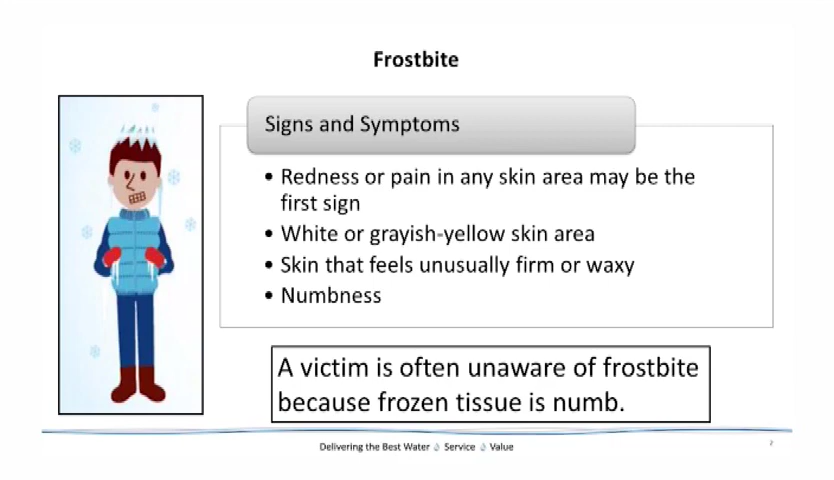 Frostbite
Signs and Symptoms
• Redness or pain in any skin area may be the
first sign
• White or grayish-yellow skin area
• Skin that feels unusually firm or waxy
• Numbness
A victim is often unaware of frostbite
because frozen tissue is numb.
Delivering the Best Water Service Value